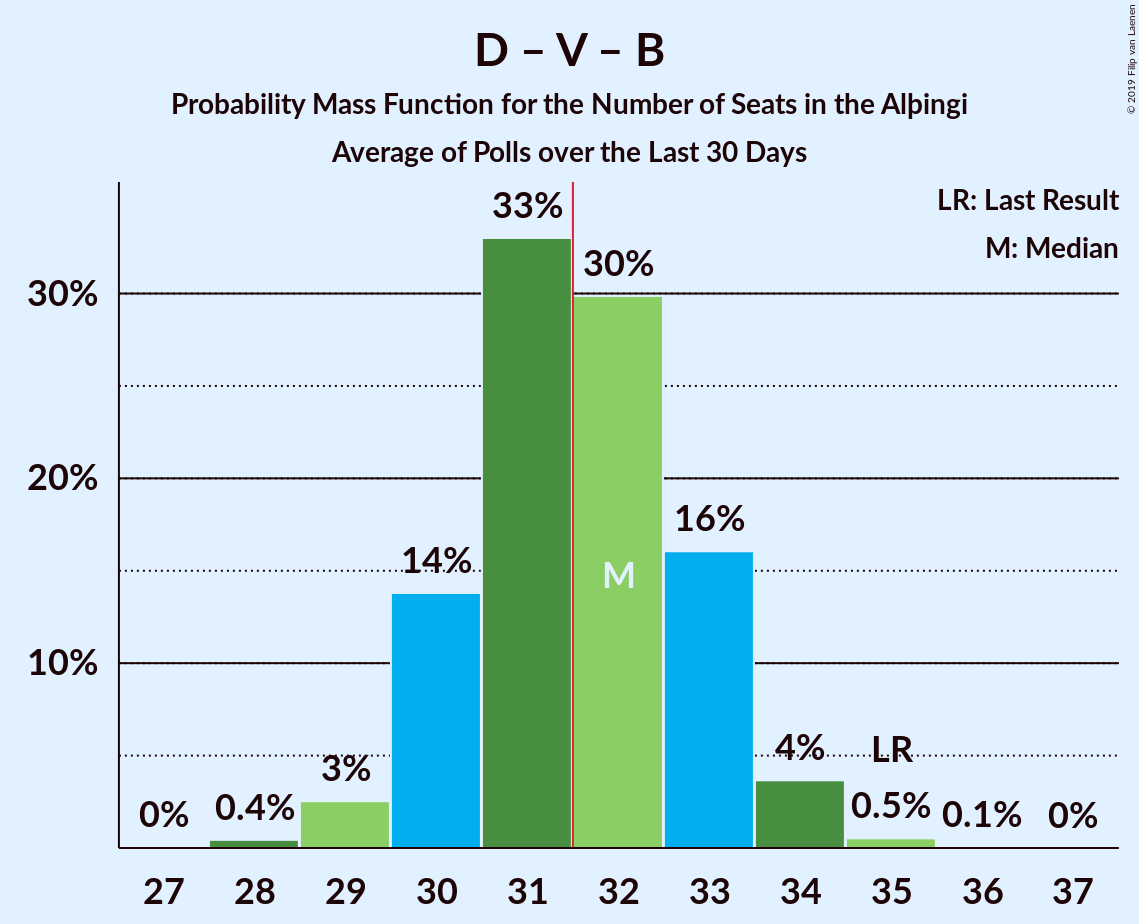 D – V – B
Probability Mass Function for the Number of Seats in the Alþingi
Average of Polls over the Last 30 Days
© 2019 Filip van Laenen
LR: Last Result
M: Median
33%
30%
30%
20%
16%
14%
M
10%
4%
LR
3%
0%
0.4%
0.5%
0.1%
0%
27 28 29 30 31 32 33 34 35 36 37